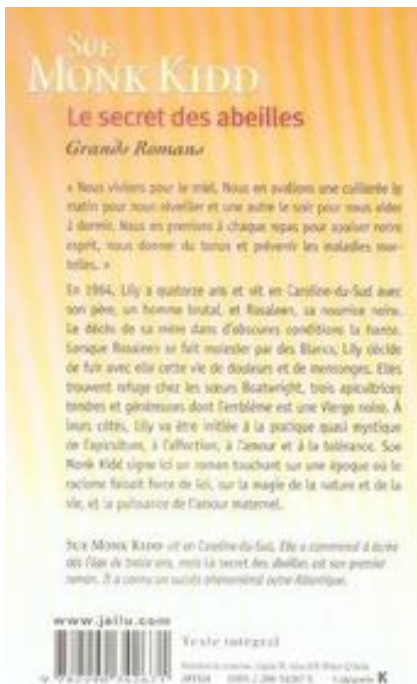 SUE
MONK KIDD
Le secret des abeilles
Grands Romans
« Nous vivions pour le miel. Nous en avalions une cuillerée le
matin pour nous réveiller et une autre le soir pour nous aider
à dormir. Nous en prenions à chaque repas pour apaiser notre
esprit, nous donner du tonus et prévenir les maladies mor-
telles. »
En 1964, Lily a quatorze ans et vit en Caroline-du-Sud avec
son père, un homme brutal, et Rosaleen, sa nourrice noire.
Le décès de sa mère dans d'obscures conditions la hante.
Lorsque Rosaleen se fait molester par des Blancs, Lily décide
de fuir avec elle cette vie de douleurs et de mensonges. Elles
trouvent refuge chez les sœurs Boatwright, trois apicultrices
tendres et généreuses dont l'emblème est une Vierge noire. À
leurs côtés, Lily va être initiée à la pratique quasi mystique
de l'apiculture, à l'affection, à l'amour et à la tolérance. Sue
Monk Kidd signe ici un roman touchant sur une époque où le
racisme faisait force de loi, sur la magie de la nature et de la
vie, et la puissance de l'amour maternel.
SUE MONK KIDD vit en Caroline-du-Sud. Elle a commencé à écrire
dès l'âge de treize ans, mais Le secret des abeilles est son premier
roman. Il a connu un succès phénoménal outre-Atlantique.
www.jailu.com
Texte intégral
K